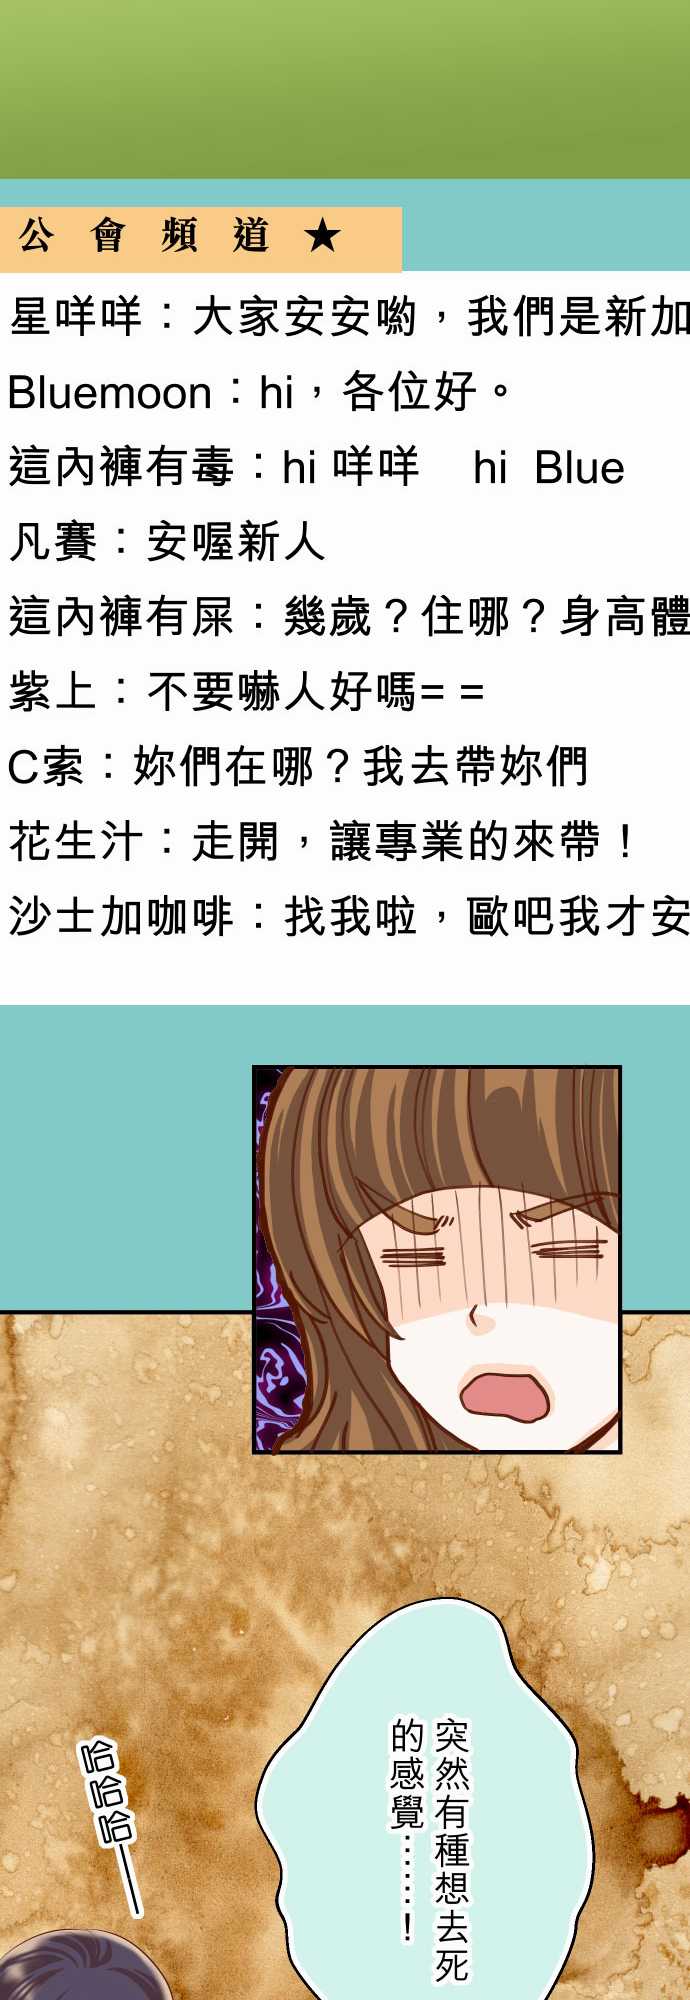 公會頻道★
星咩咩：大家安安喲，我們是新加
Bluemoon：hi，各位好。
這內褲有毒：hi 咩咩　hi Blue
凡賽：安喔新人
這內褲有屎：幾歲？住哪？身高體
紫上：不要嚇人好嗎= =
C索：妳們在哪？我去帶妳們
花生汁：走開，讓專業的來帶！
沙士加咖啡：找我啦，歐吧我才安
突然有種想去死
的感覺⋯⋯！
哈哈哈──